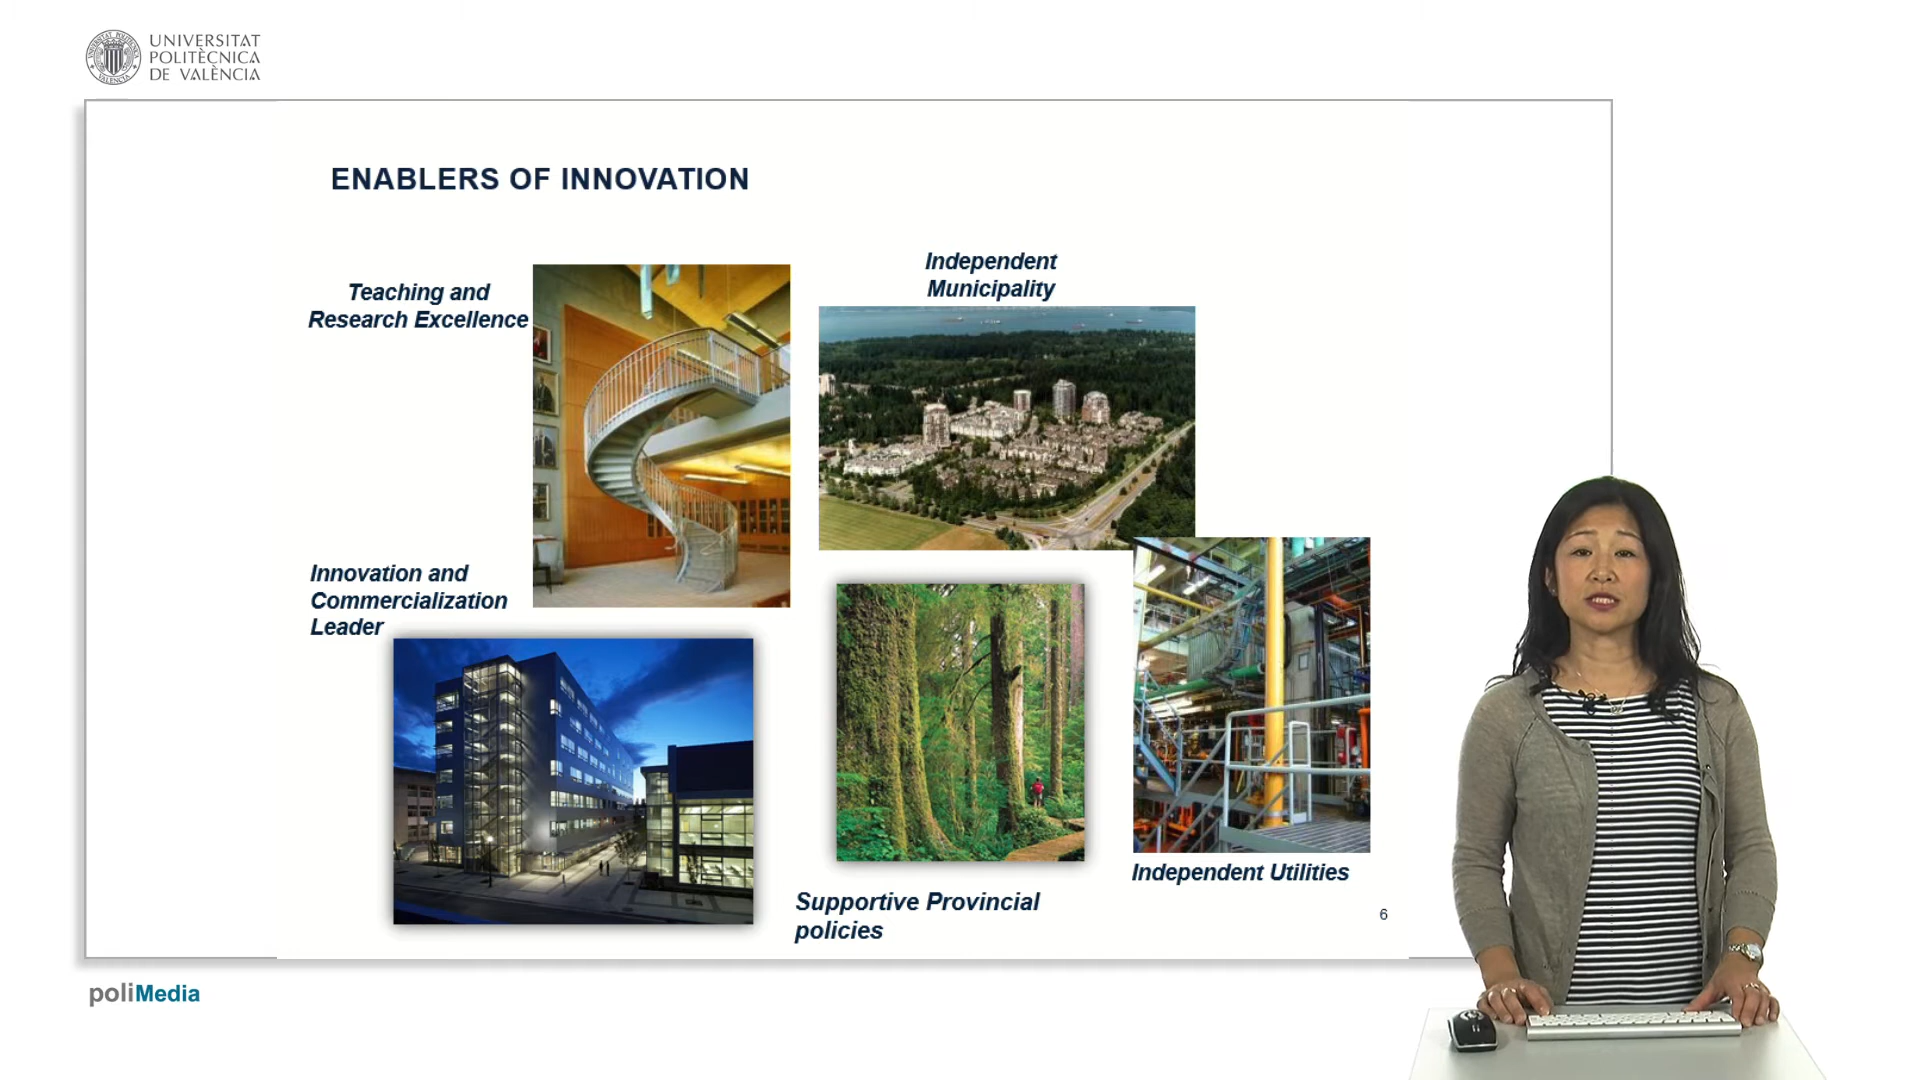 UNIVERSITAT
POLITÈCNICA
DE VALÈNCIA
ENABLERS OF INNOVATION
Teaching and
Research Excellence
Independent
Municipality
Innovation and
Commercialization
Leader
Independent Utilities
Supportive Provincial
policies
6
poliMedia